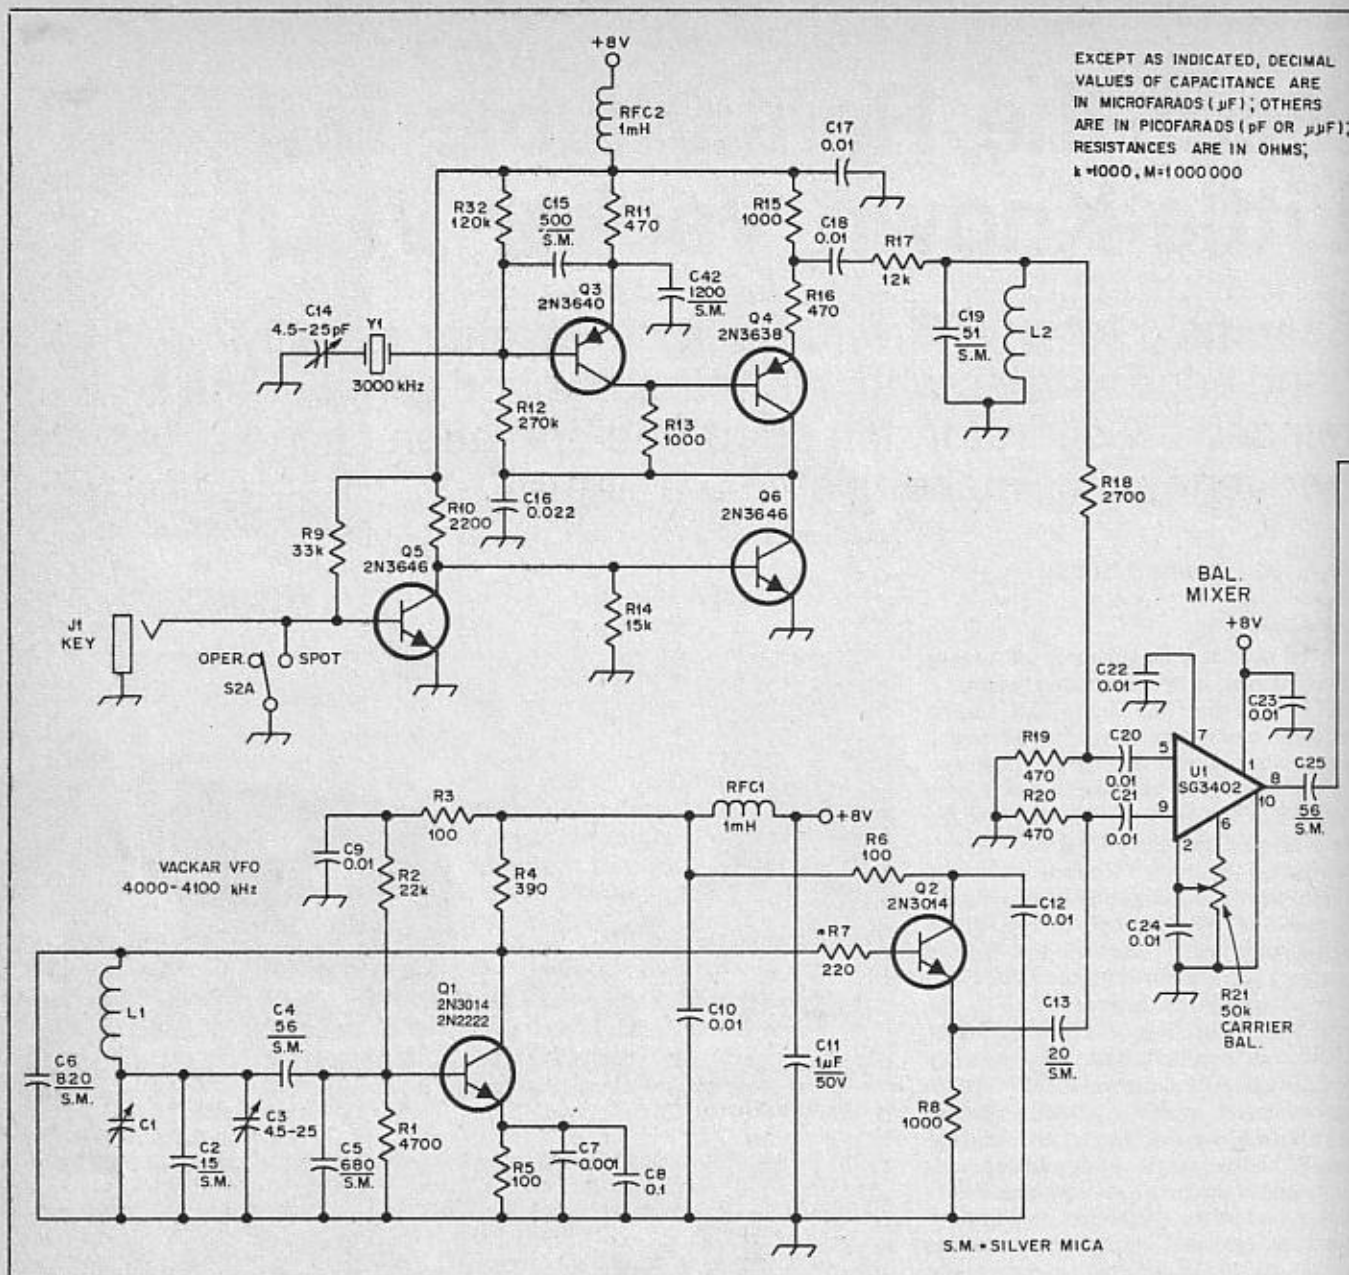 +8V
RFC2
1mH
EXCEPT AS INDICATED, DECIMAL
VALUES OF CAPACITANCE ARE
IN MICROFARADS (µF); OTHERS
ARE IN PICOFARADS (pF OR µµF);
RESISTANCES ARE IN OHMS;
k=1000, M=1000000
C17
0.01
R32
120k
C15
500
S.M.
R11
470
R15
1000
C18
0.01
R17
12k
C42
1200
S.M.
R16
470
Q3
2N3640
Q4
2N3638
C19
51
S.M.
L2
C14
4.5-25pF
Y1
3000 kHz
R12
270k
R13
1000
R18
2700
R9
33k
R10
2200
C16
0.022
Q6
2N3646
Q5
2N3646
BAL.
MIXER
+8V
J1
KEY
OPER.
SPOT
S2A
R14
15k
C22
0.01
C23
0.01
7
R19
470
C20
0.01
5
U1
SG3402
1
8
10
C25
56
S.M.
R20
470
C21
0.01
9
6
2
R3
100
RFC1
1mH
+8V
VACKAR VFO
4000-4100 kHz
C9
0.01
R2
22k
R4
390
R6
100
Q2
2N3014
C12
0.01
*R7
220
C24
0.01
R21
50k
CARRIER
BAL.
L1
Q1
2N3014
2N2222
C4
56
S.M.
C10
0.01
C13
20
S.M.
C6
820
S.M.
C11
1µF
50V
C1
C3
4.5-25
R1
4700
R8
1000
C2
15
S.M.
C5
680
S.M.
R5
100
C7
0.001
C8
0.1
S.M.=SILVER MICA